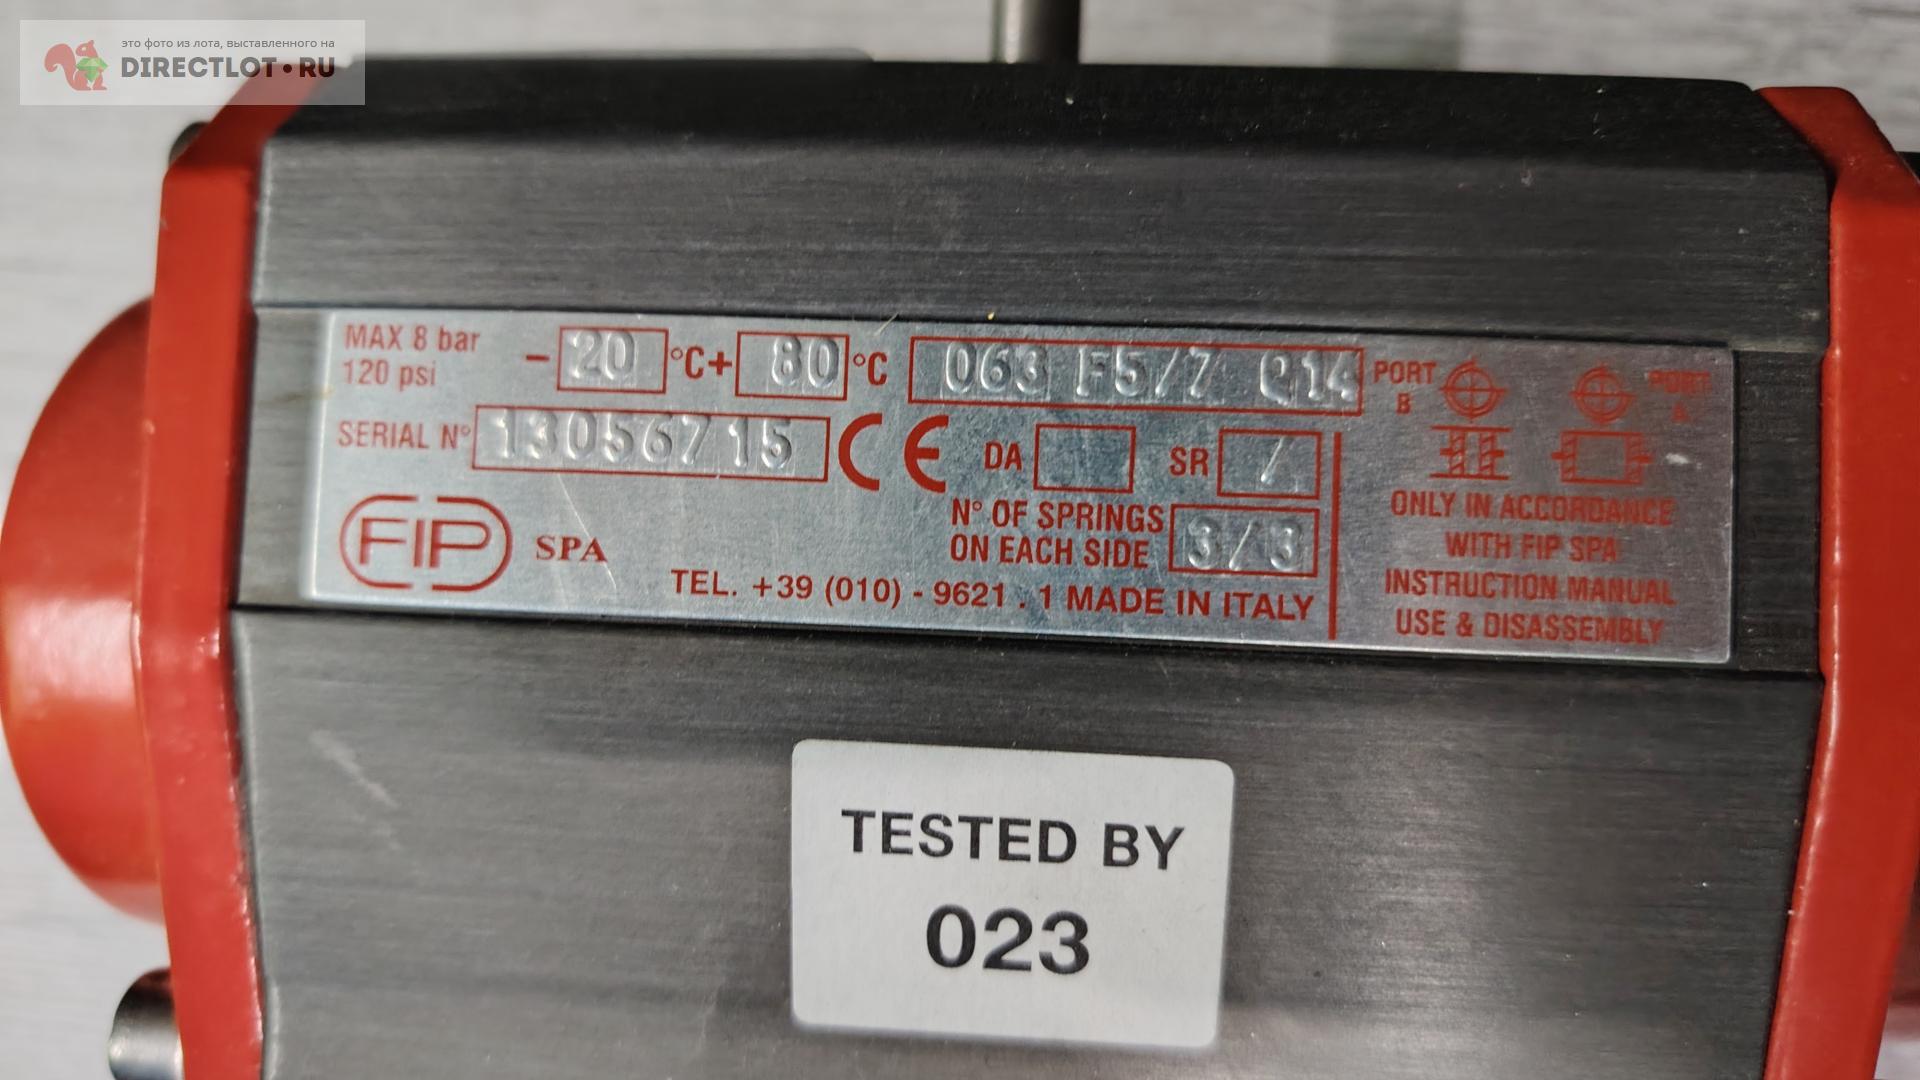 это фото из лота, выставленного на
DIRECTLOT•RU
MAX 8 bar
120 psi
- 20 °C+ 80 °C
063 F5/7 Q14
PORT
B
PORT
A
SERIAL N° 13056715
CE
DA
SR /
N° OF SPRINGS
ON EACH SIDE 3/3
FIP SPA
TEL. +39 (010) - 9621 . 1 MADE IN ITALY
ONLY IN ACCORDANCE
WITH FIP SPA
INSTRUCTION MANUAL
USE & DISASSEMBLY
TESTED BY
023